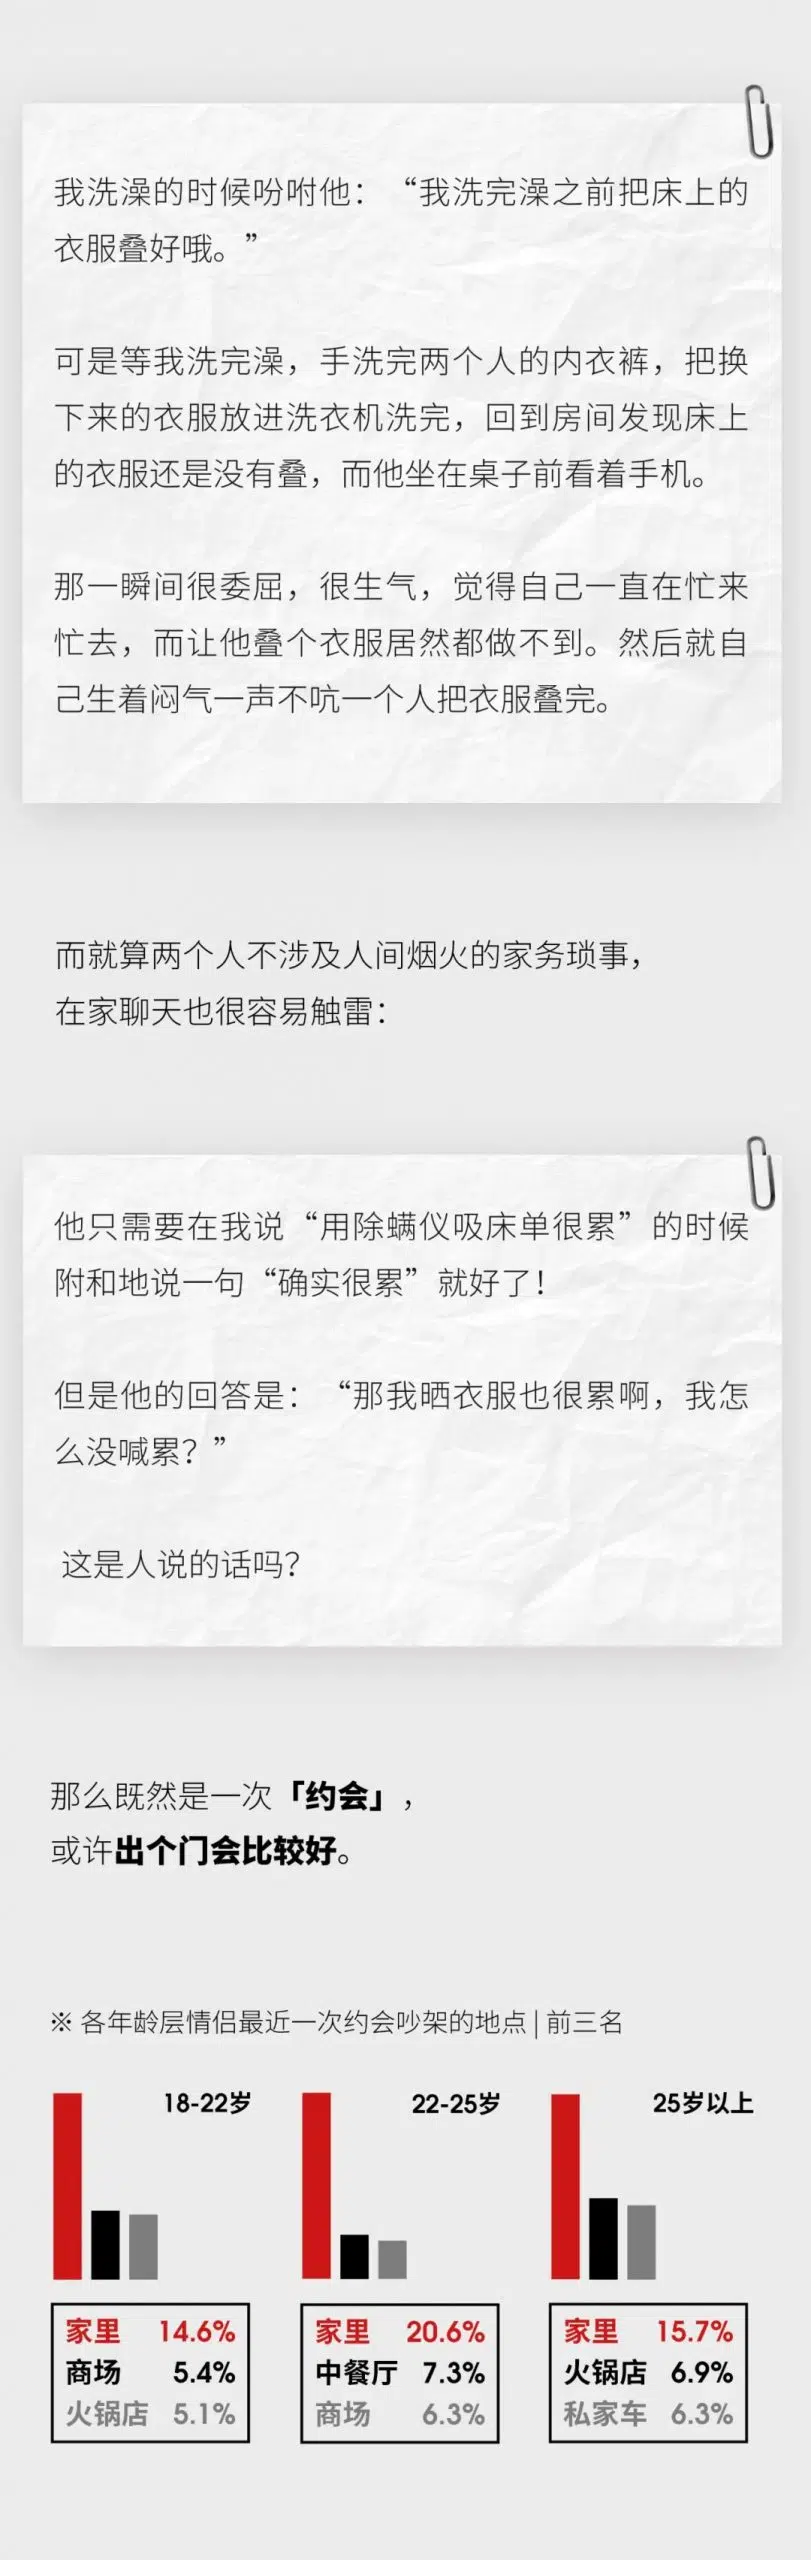 我洗澡的时候吩咐他：“我洗完澡之前把床上的
衣服叠好哦。”
可是等我洗完澡，手洗完两个人的内衣裤，把换
下来的衣服放进洗衣机洗完，回到房间发现床上
的衣服还是没有叠，而他坐在桌子前看着手机。
那一瞬间很委屈，很生气，觉得自己一直在忙来
忙去，而让他叠个衣服居然都做不到。然后就自
己生着闷气一声不吭一个人把衣服叠完。
而就算两个人不涉及人间烟火的家务琐事，
在家聊天也很容易触雷：
他只需要在我说“用除螨仪吸床单很累”的时候
附和地说一句“确实很累”就好了！
但是他的回答是：“那我晒衣服也很累啊，我怎
么没喊累？”
这是人说的话吗？
那么既然是一次「约会」，
或许出个门会比较好。
※ 各年龄层情侣最近一次约会吵架的地点 | 前三名
18-22岁
家里 14.6%
商场 5.4%
火锅店 5.1%
22-25岁
家里 20.6%
中餐厅 7.3%
商场 6.3%
25岁以上
家里 15.7%
火锅店 6.9%
私家车 6.3%